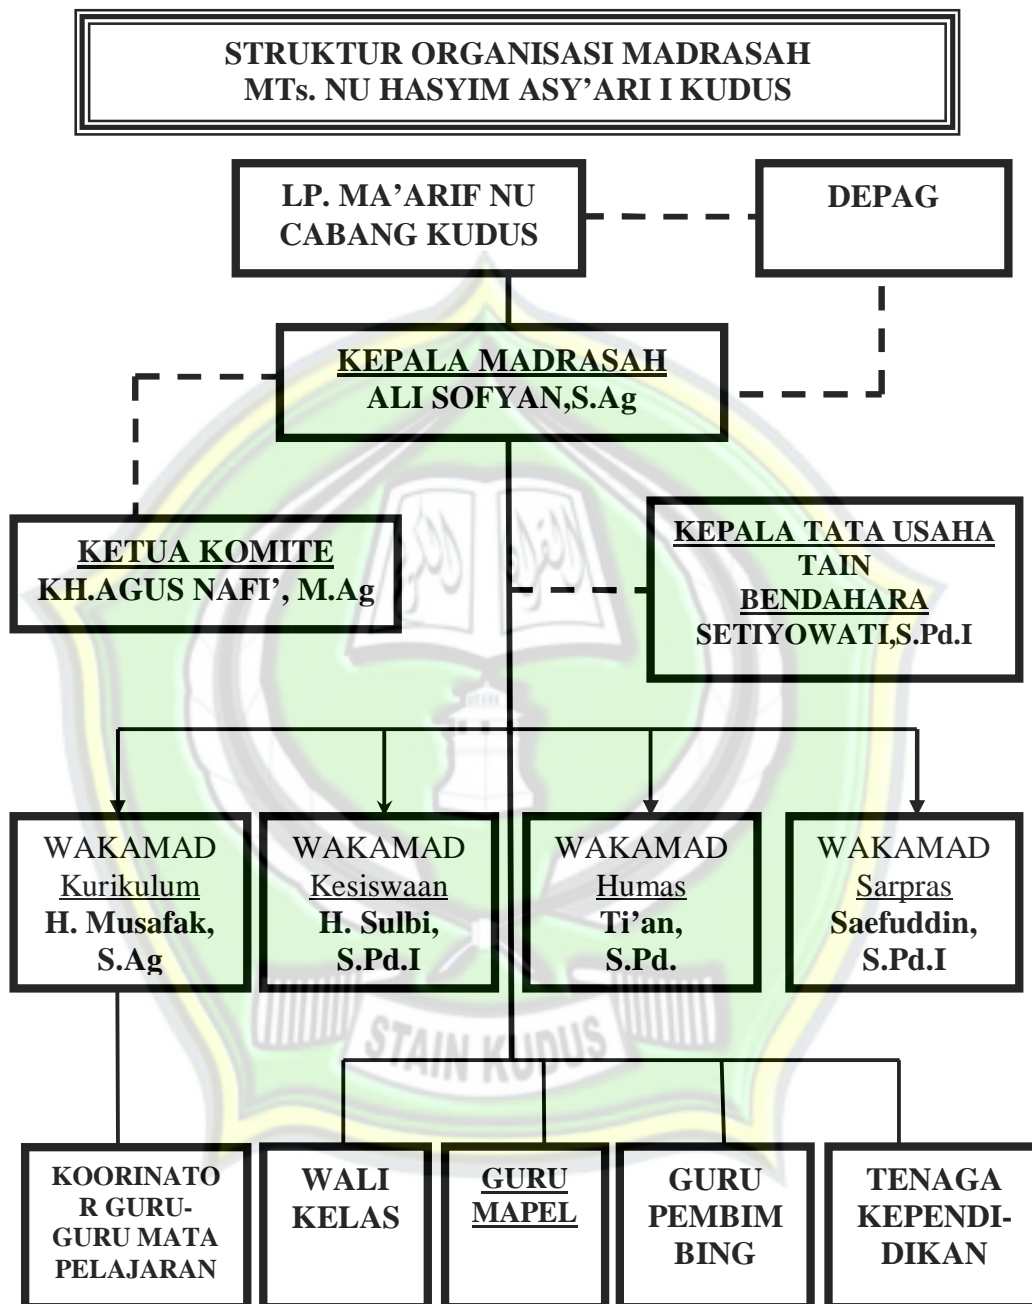 STRUKTUR ORGANISASI MADRASAH
MTs. NU HASYIM ASY’ARI I KUDUS
LP. MA’ARIF NU
CABANG KUDUS
DEPAG
KEPALA MADRASAH
ALI SOFYAN,S.Ag
KETUA KOMITE
KH.AGUS NAFI’, M.Ag
KEPALA TATA USAHA
TAIN
BENDAHARA
SETIYOWATI,S.Pd.I
WAKAMAD
Kurikulum
H. Musafak,
S.Ag
WAKAMAD
Kesiswaan
H. Sulbi,
S.Pd.I
WAKAMAD
Humas
Ti’an,
S.Pd.
WAKAMAD
Sarpras
Saefuddin,
S.Pd.I
STAIN KUDUS
KOORINATO
R GURU-
GURU MATA
PELAJARAN
WALI
KELAS
GURU
MAPEL
GURU
PEMBIM
BING
TENAGA
KEPENDI-
DIKAN